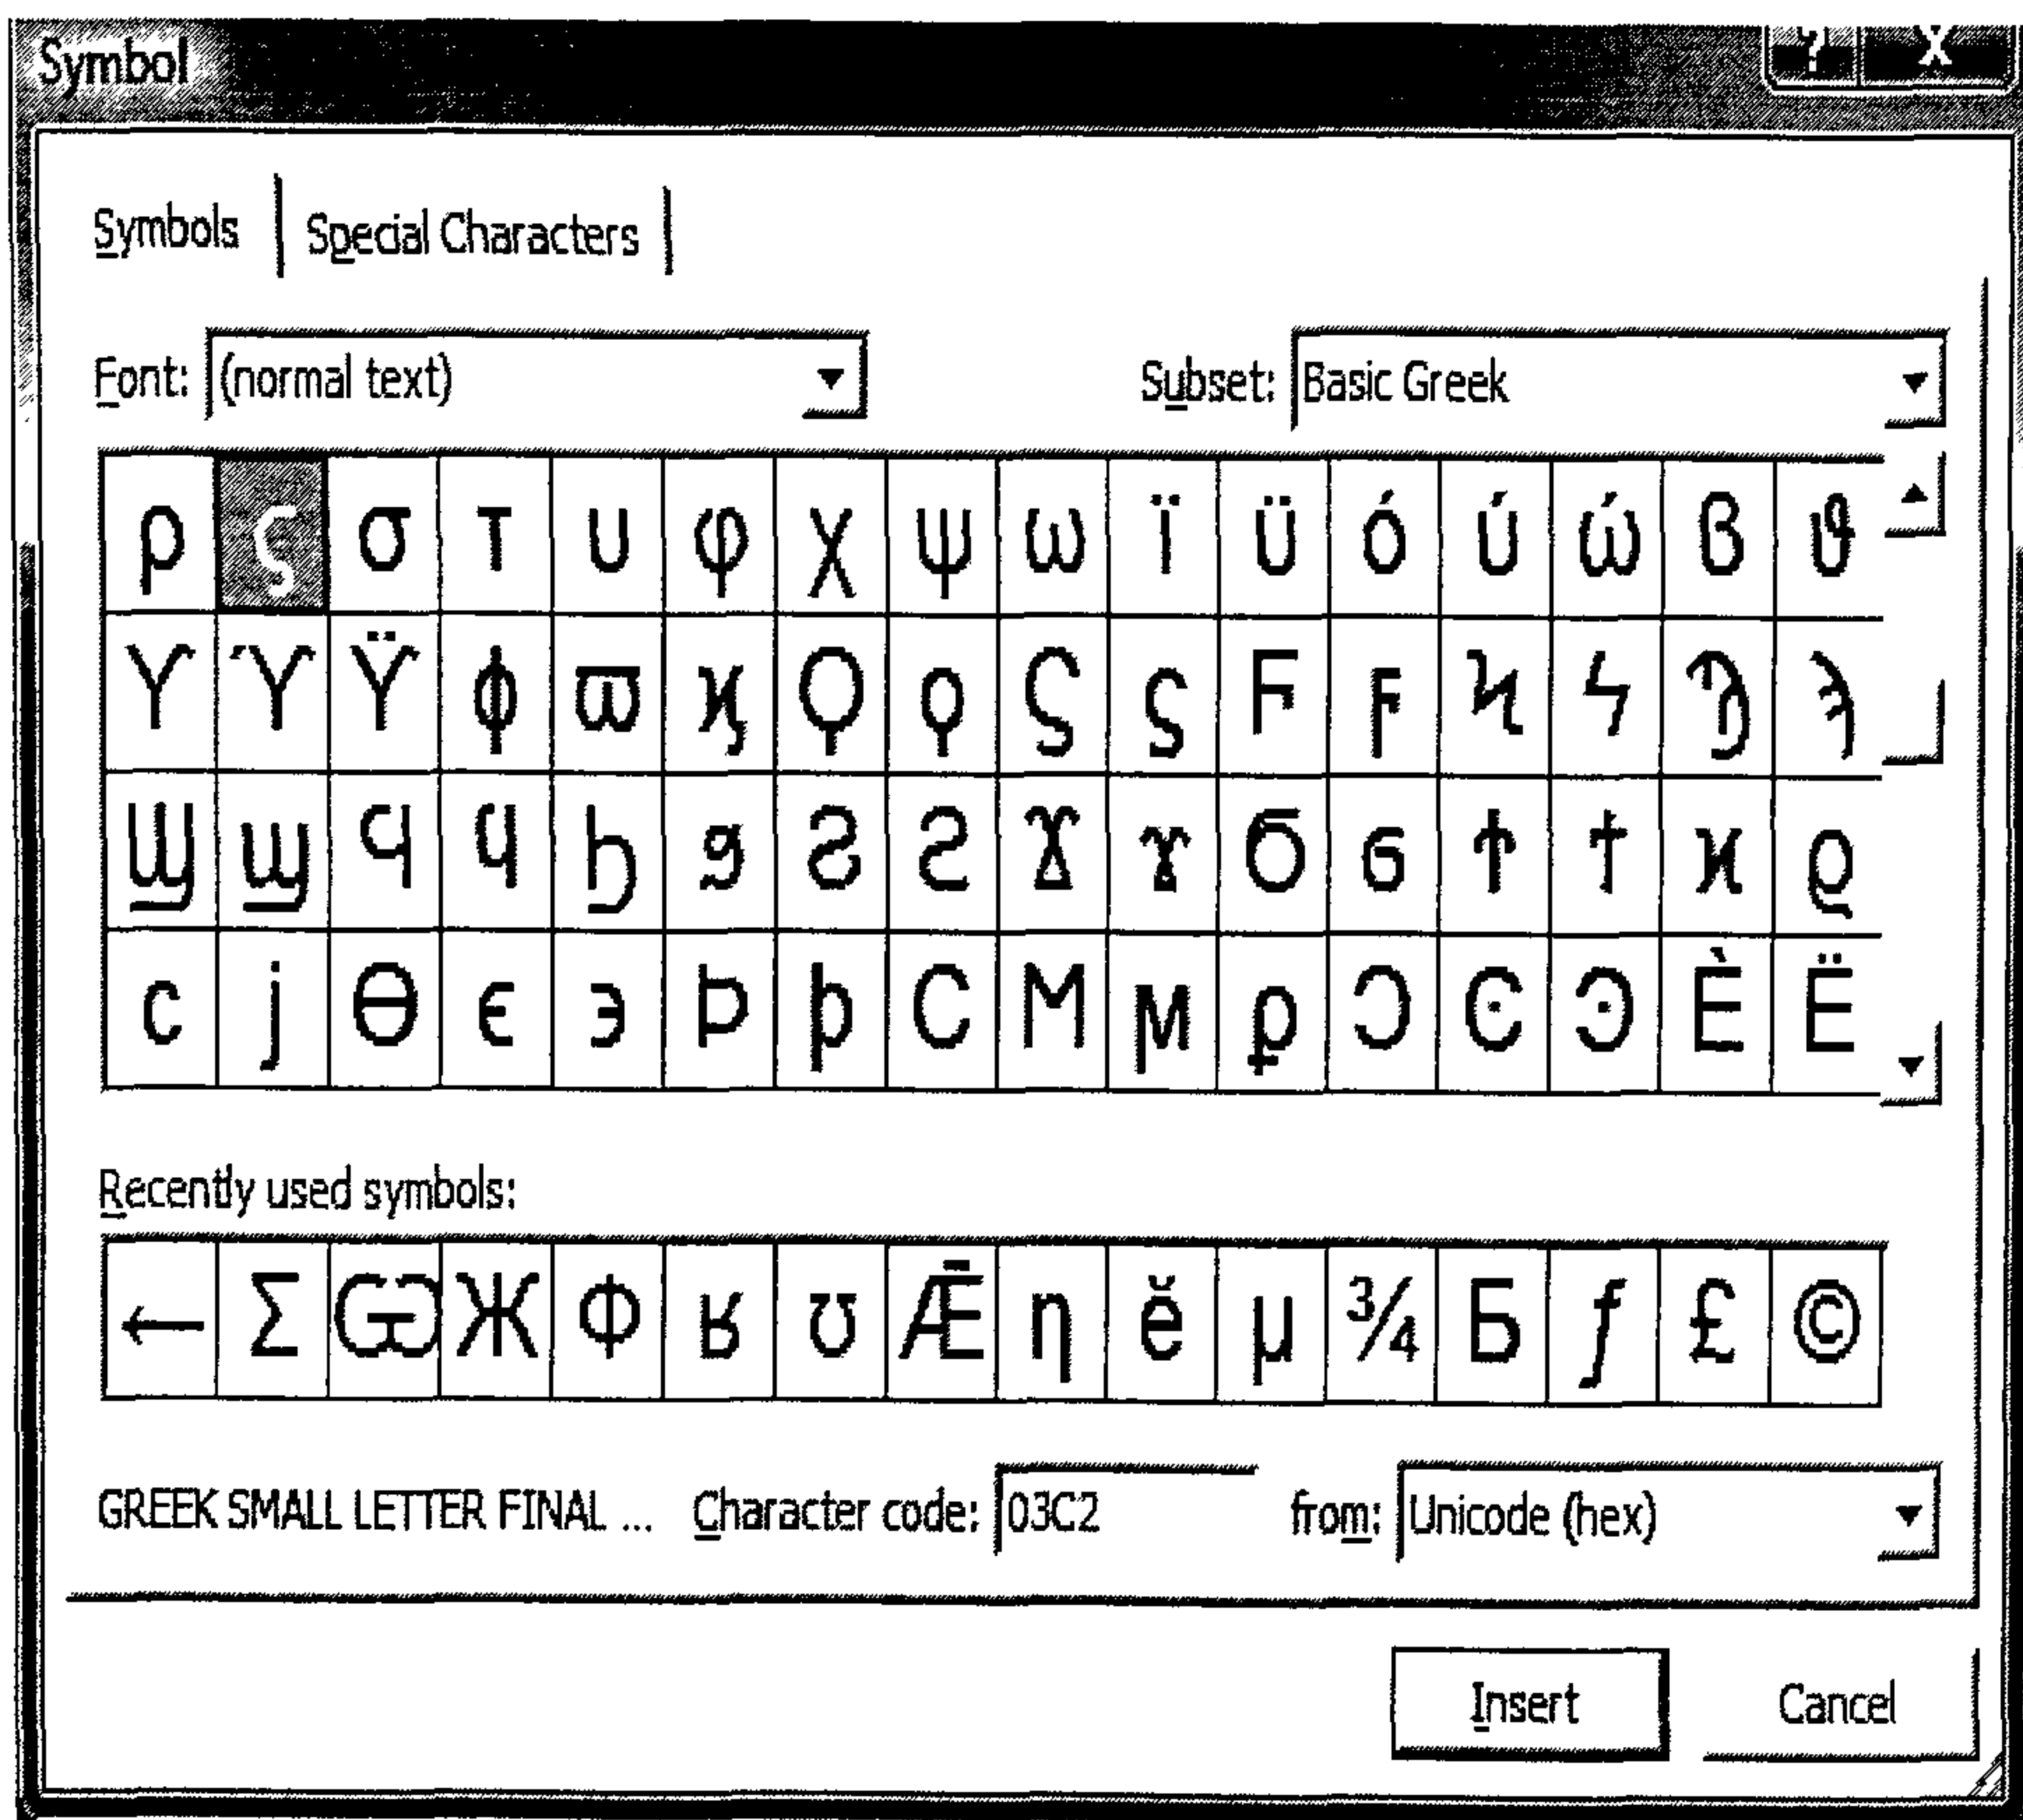 Symbol ? X
Symbols Special Characters
Font: (normal text) Subset: Basic Greek
ρ ς σ τ υ φ χ ψ ω ϊ ϋ ό ύ ώ ϐ ϑ
ϒ ϓ ϔ ϕ ϖ ϗ Ϙ ϙ Ϛ ϛ Ϝ ϝ Ϟ ϟ Ϡ ϡ
Ϣ ϣ Ϥ ϥ Ϧ ϧ Ϩ ϩ Ϫ ϫ Ϭ ϭ Ϯ ϯ ϰ ϱ
ϲ ϳ ϴ ϵ ϶ Ϸ ϸ Ϲ Ϻ ϻ ϼ Ͻ Ͼ Ͽ Ѐ Ё
Recently used symbols:
← Σ Ѿ Ж Ф ʁ ʊ Ǣ η ĕ µ ¾ Б ƒ £ ©
GREEK SMALL LETTER FINAL ... Character code: 03C2 from: Unicode (hex)
Insert Cancel